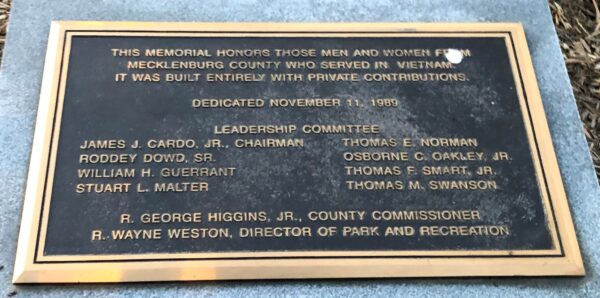 THIS MEMORIAL HONORS THOSE MEN AND WOMEN FROM
MECKLENBURG COUNTY WHO SERVED IN VIETNAM.
IT WAS BUILT ENTIRELY WITH PRIVATE CONTRIBUTIONS.
DEDICATED NOVEMBER 11, 1989
LEADERSHIP COMMITTEE
JAMES J. CARDO, JR., CHAIRMAN THOMAS E. NORMAN
RODDEY DOWD, SR. OSBORNE C. OAKLEY, JR.
WILLIAM H. GUERRANT THOMAS F. SMART, JR.
STUART L. MALTER THOMAS M. SWANSON
R. GEORGE HIGGINS, JR., COUNTY COMMISSIONER
R. WAYNE WESTON, DIRECTOR OF PARK AND RECREATION